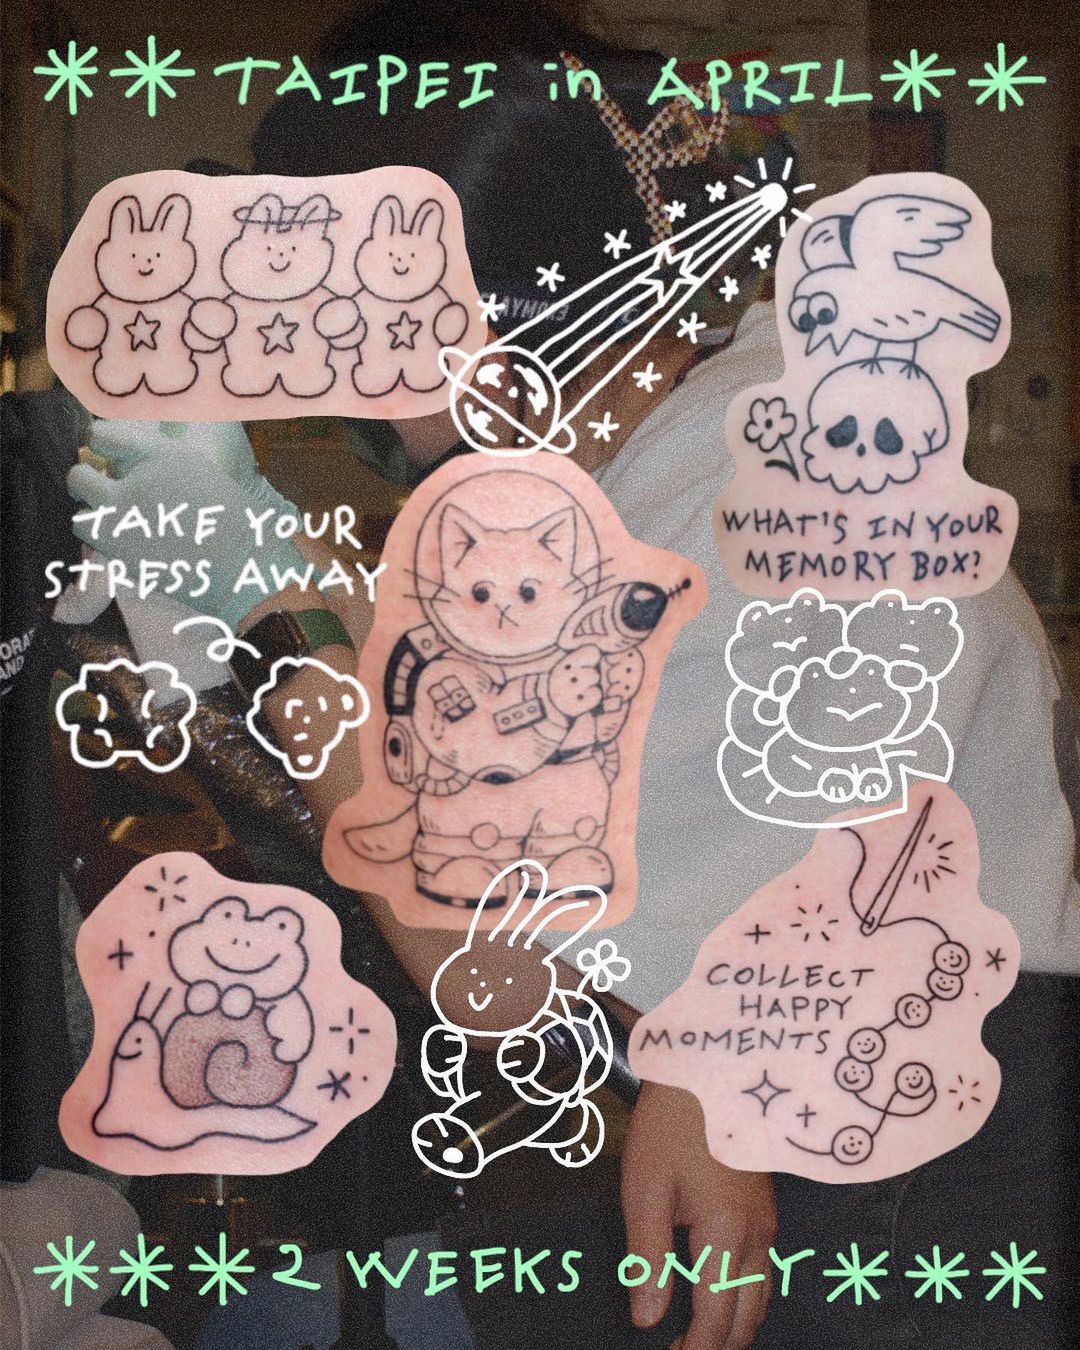 TAIPEI in APRIL
WHAT'S IN YOUR
MEMORY BOX?
TAKE YOUR
STRESS AWAY
COLLECT
HAPPY
MOMENTS
2 WEEKS ONLY